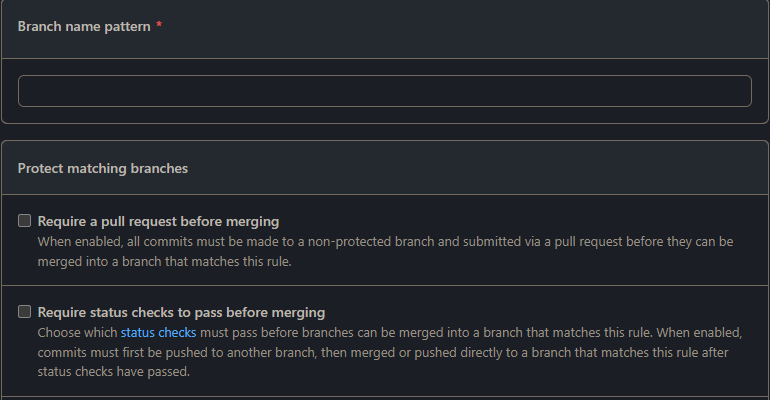 Branch name pattern *
Protect matching branches
Require a pull request before merging
When enabled, all commits must be made to a non-protected branch and submitted via a pull request before they can be
merged into a branch that matches this rule.
Require status checks to pass before merging
Choose which status checks must pass before branches can be merged into a branch that matches this rule. When enabled,
commits must first be pushed to another branch, then merged or pushed directly to a branch that matches this rule after
status checks have passed.